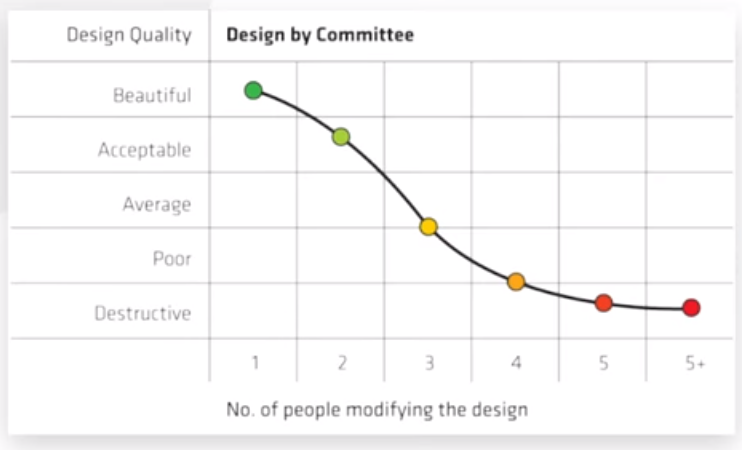 Design Quality
Design by Committee
Beautiful
Acceptable
Average
Poor
Destructive
1 2 3 4 5 5+
No. of people modifying the design